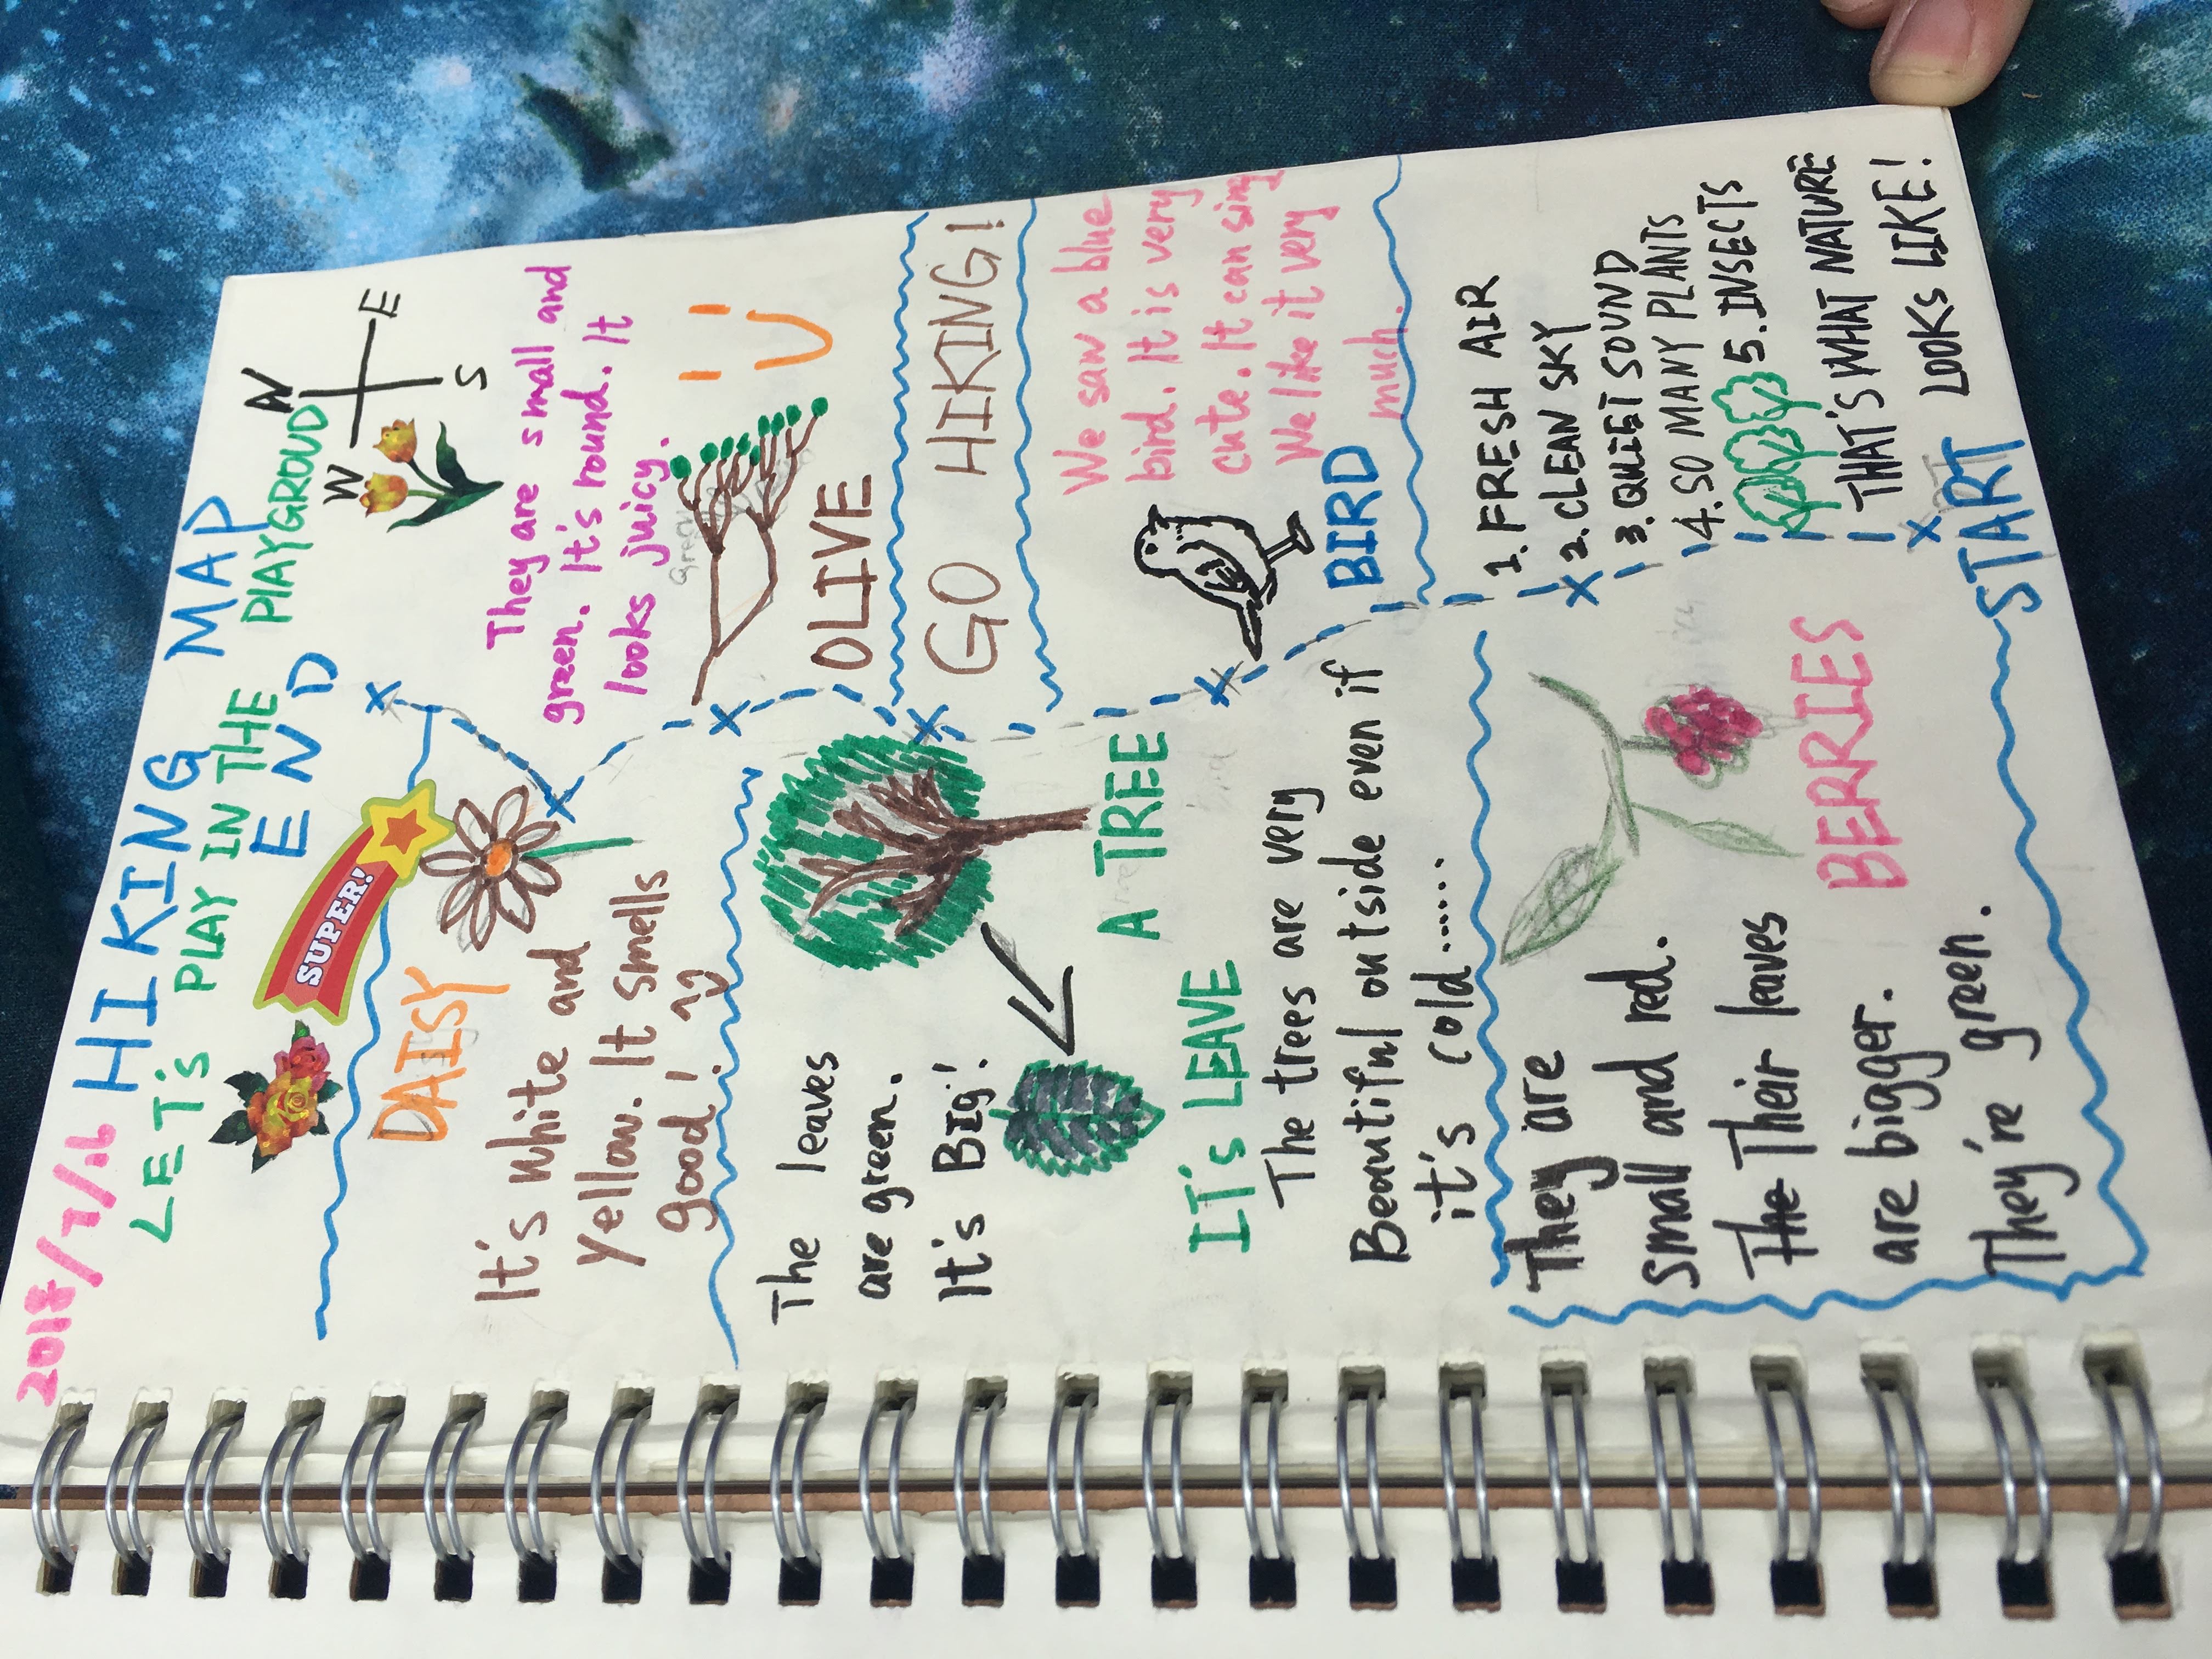 2018/7/16
HIKING MAP
LET's PLAY IN THE PLAYGROUD
END
SUPER!
N
W
E
S
DAISY
It's white and
yellow. It smells
good!
They are small and
green. It's round. It
looks juicy.
Green
OLIVE
GO HIKING!
The leaves
are green.
It's BIg!
A TREE
IT's LEAVE
The trees are very
Beautiful outside even if
it's cold......
We saw a blue
bird. It is very
cute. It can sing
We like it very
much.
BIRD
They are
small and red.
The Their leaves
are bigger.
They're green.
BERRIES
1. FRESH AIR
2. CLEAN SKY
3. QUIET SOUND
4. SO MANY PLANTS
5. INSECTS
THAT'S WHAT NATURE
LOOKS LIKE!
START